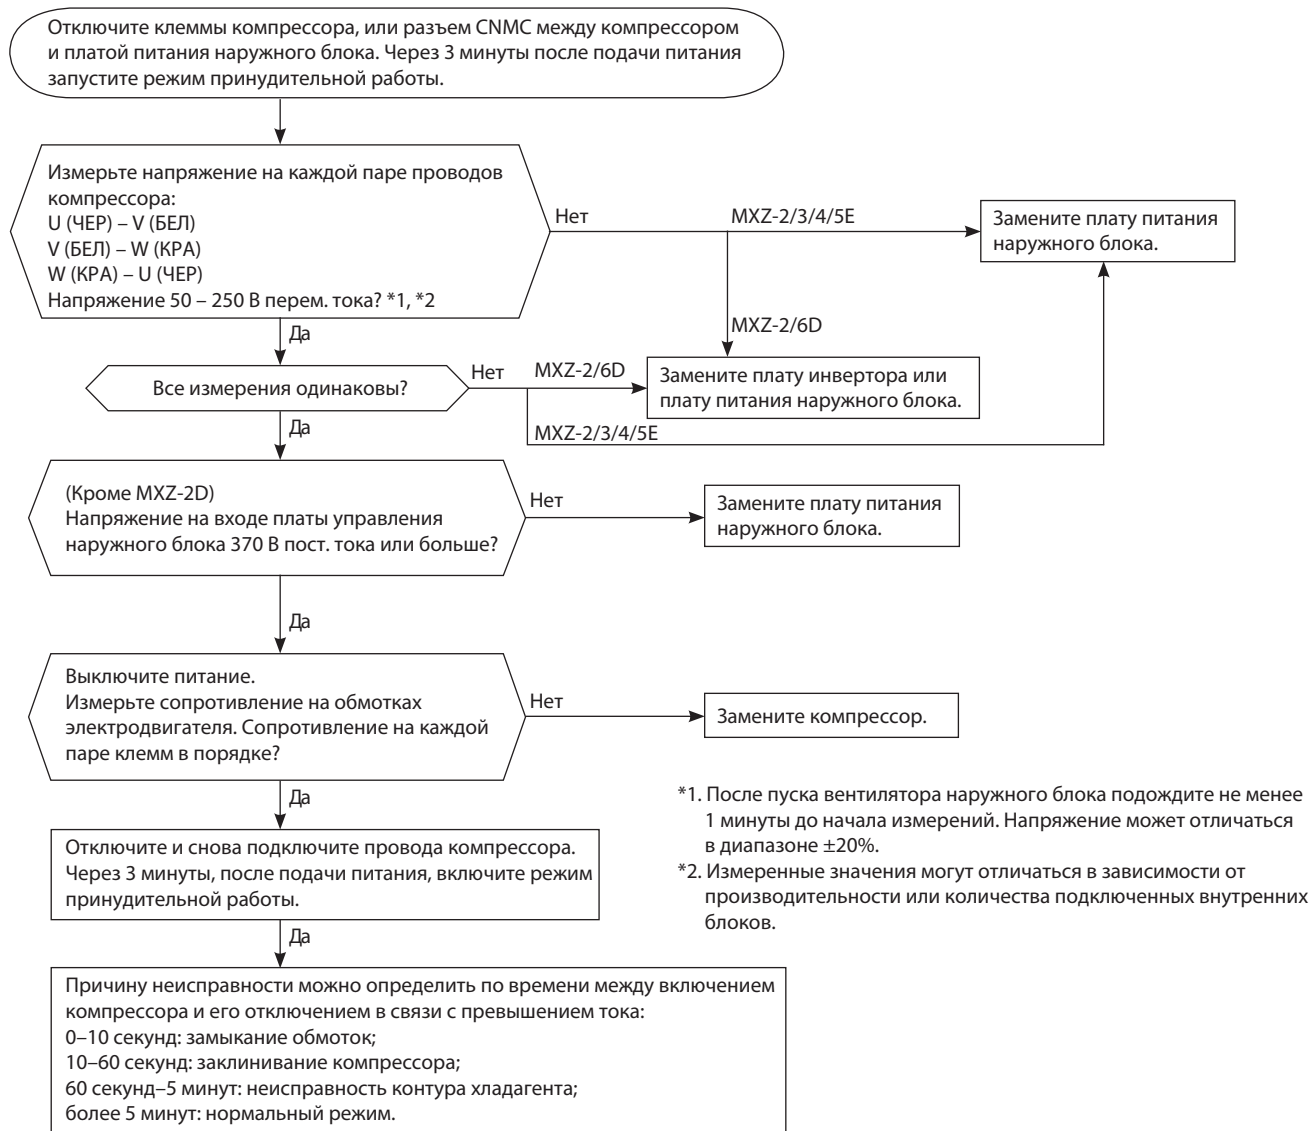 Отключите клеммы компрессора, или разъем CNMC между компрессором
и платой питания наружного блока. Через 3 минуты после подачи питания
запустите режим принудительной работы.
Измерьте напряжение на каждой паре проводов
компрессора:
U (ЧЕР) – V (БЕЛ)
V (БЕЛ) – W (КРА)
W (КРА) – U (ЧЕР)
Напряжение 50 – 250 В перем. тока? *1, *2
Нет
MXZ-2/3/4/5E
Замените плату питания
наружного блока.
MXZ-2/6D
Да
Все измерения одинаковы?
Нет
MXZ-2/6D
Замените плату инвертора или
плату питания наружного блока.
MXZ-2/3/4/5E
Да
(Кроме MXZ-2D)
Напряжение на входе платы управления
наружного блока 370 В пост. тока или больше?
Нет
Замените плату питания
наружного блока.
Да
Выключите питание.
Измерьте сопротивление на обмотках
электродвигателя. Сопротивление на каждой
паре клемм в порядке?
Нет
Замените компрессор.
Да
Отключите и снова подключите провода компрессора.
Через 3 минуты, после подачи питания, включите режим
принудительной работы.
*1. После пуска вентилятора наружного блока подождите не менее
1 минуты до начала измерений. Напряжение может отличаться
в диапазоне ±20%.
*2. Измеренные значения могут отличаться в зависимости от
производительности или количества подключенных внутренних
блоков.
Да
Причину неисправности можно определить по времени между включением
компрессора и его отключением в связи с превышением тока:
0–10 секунд: замыкание обмоток;
10–60 секунд: заклинивание компрессора;
60 секунд–5 минут: неисправность контура хладагента;
более 5 минут: нормальный режим.